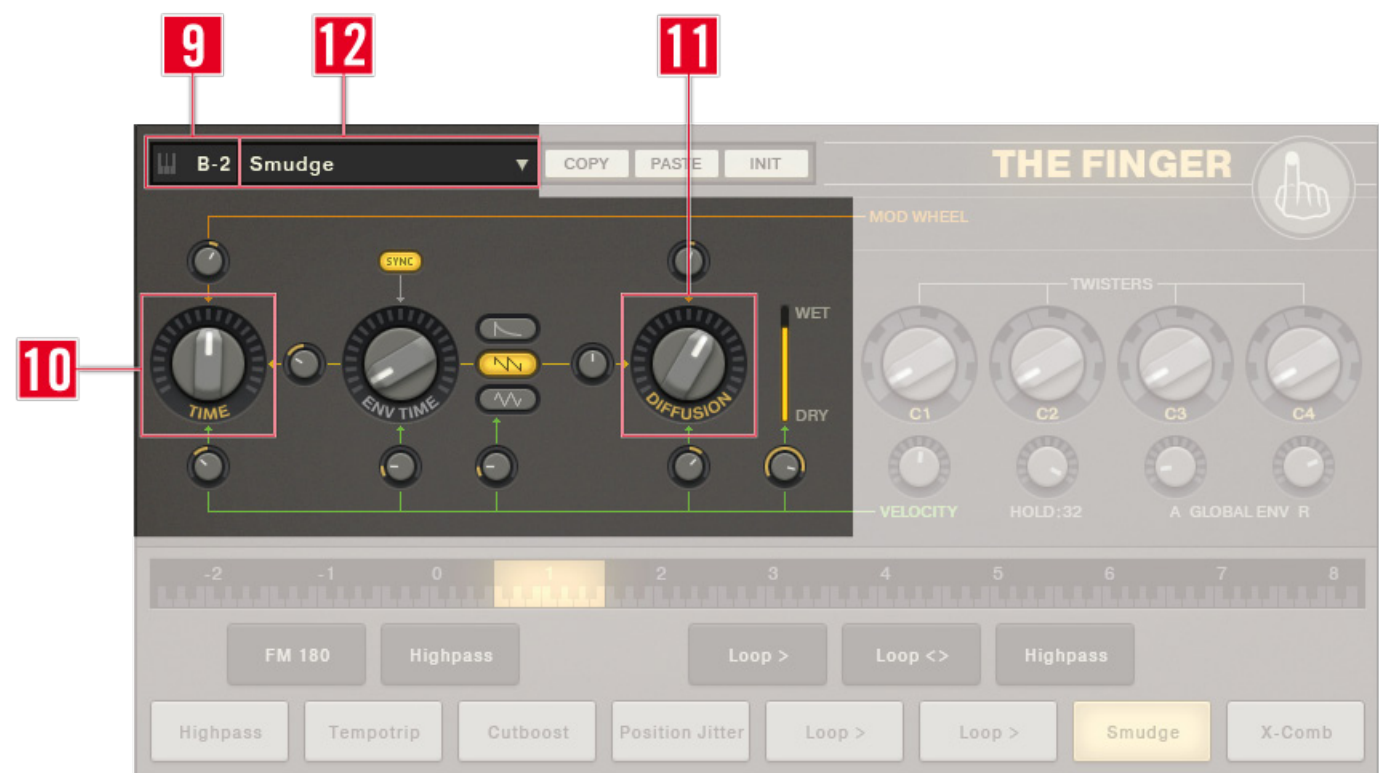 9 12 11
B-2 Smudge ▼ COPY PASTE INIT THE FINGER
MOD WHEEL
SYNC
TWISTERS
WET
10
TIME ENV TIME DIFFUSION DRY C1 C2 C3 C4
VELOCITY HOLD:32 A GLOBAL ENV R
-2 -1 0 1 2 3 4 5 6 7 8
FM 180 Highpass Loop > Loop <> Highpass
Highpass Tempotrip Cutboost Position Jitter Loop > Loop > Smudge X-Comb